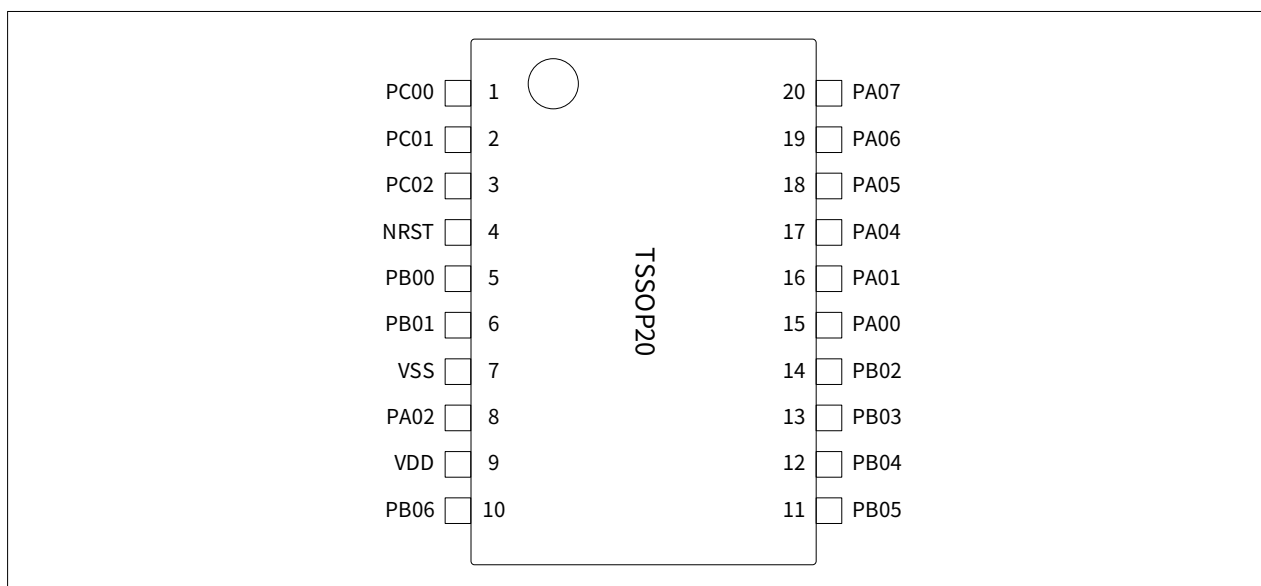 PC00 1 20 PA07
PC01 2 19 PA06
PC02 3 18 PA05
NRST 4 17 PA04
PB00 5 16 PA01
PB01 6 15 PA00
VSS 7 14 PB02
PA02 8 13 PB03
VDD 9 12 PB04
PB06 10 11 PB05
TSSOP20